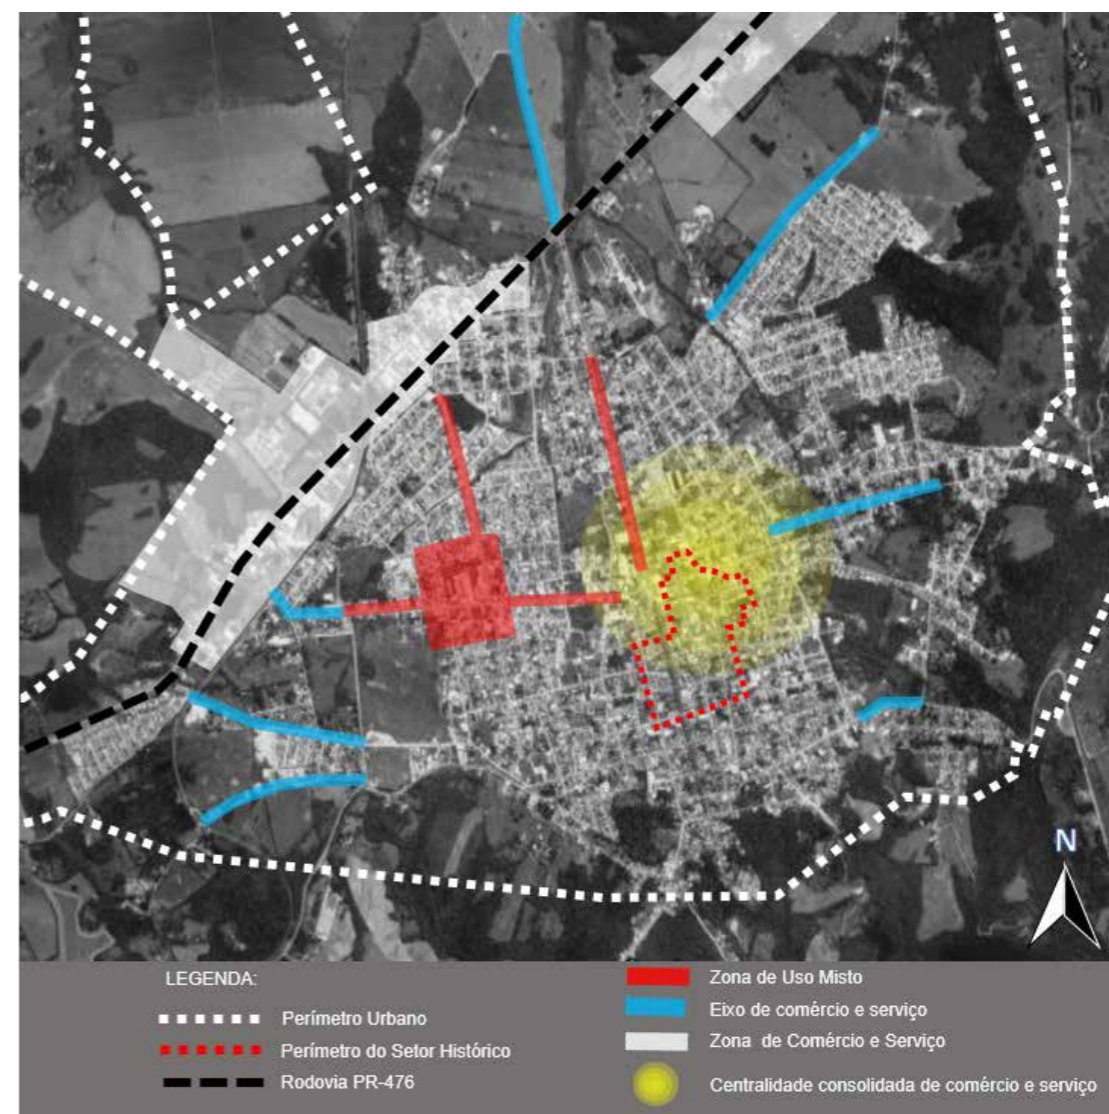 N
LEGENDA:
Perímetro Urbano
Perímetro do Setor Histórico
Rodovia PR-476
Zona de Uso Misto
Eixo de comércio e serviço
Zona de Comércio e Serviço
Centralidade consolidada de comércio e serviço